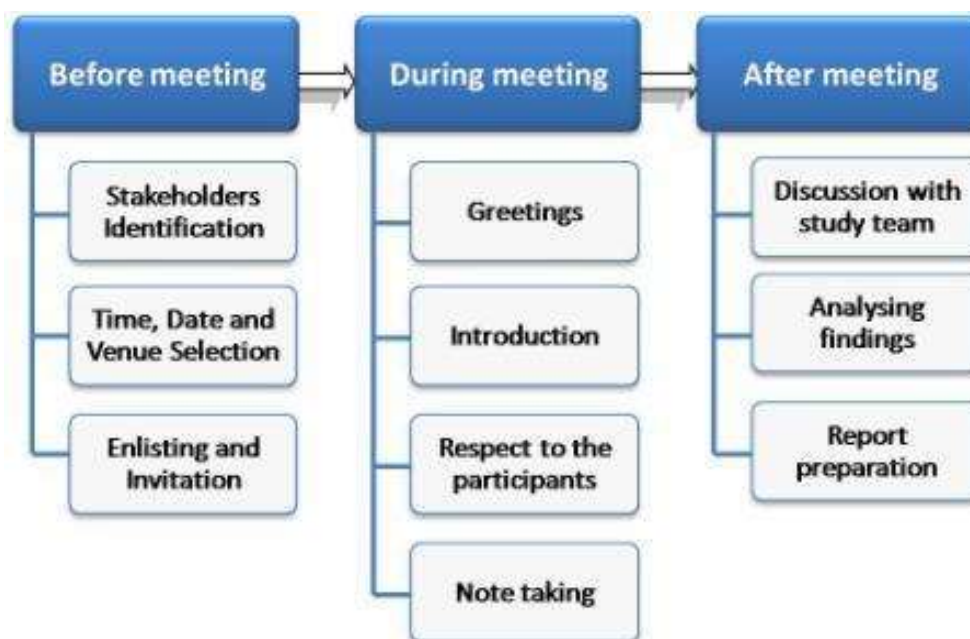 Before meeting
Stakeholders
Identification
Time, Date and
Venue Selection
Enlisting and
Invitation
During meeting
Greetings
Introduction
Respect to the
participants
Note taking
After meeting
Discussion with
study team
Analysing
findings
Report
preparation